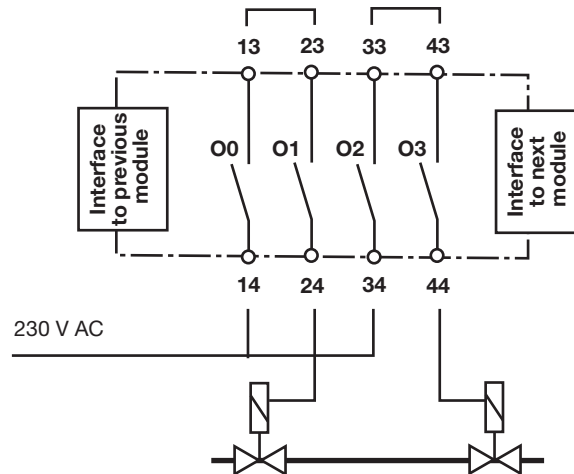 13 23 33 43
Interface
to previous
module
O0 O1 O2 O3
Interface
to next
module
14 24 34 44
230 V AC